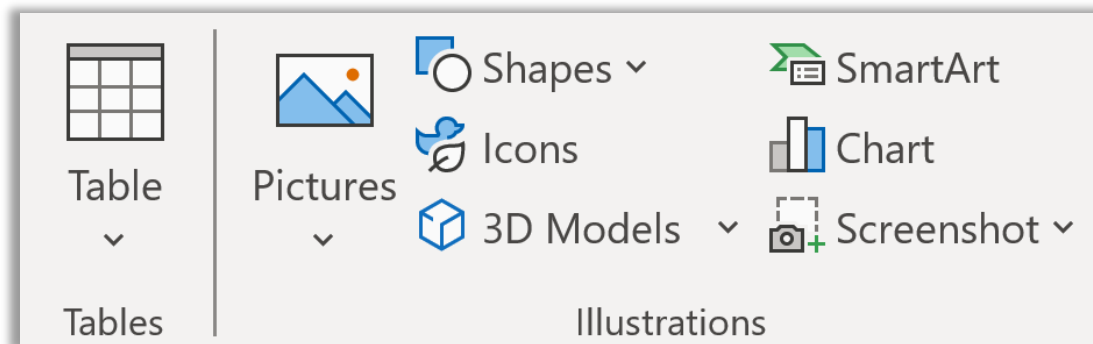 Table
Tables
Pictures
Shapes
Icons
3D Models
SmartArt
Chart
Screenshot
Illustrations